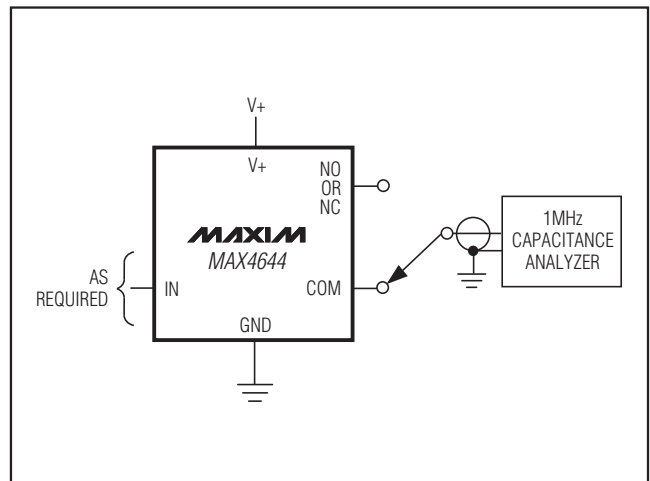 V+
V+
NO
OR
NC
MAXIM
MAX4644
AS
REQUIRED
IN
COM
GND
1MHz
CAPACITANCE
ANALYZER